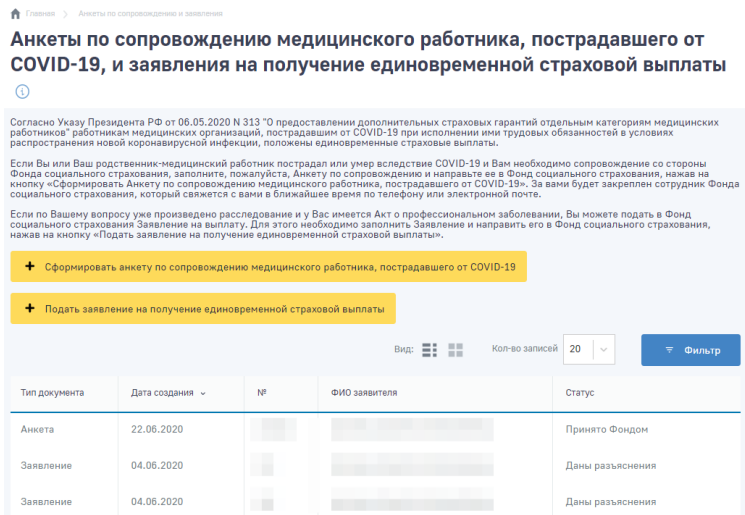 Главная > Анкеты по сопровождению и заявления
Анкеты по сопровождению медицинского работника, пострадавшего от
COVID-19, и заявления на получение единовременной страховой выплаты
Согласно Указу Президента РФ от 06.05.2020 N 313 "О предоставлении дополнительных страховых гарантий отдельным категориям медицинских
работников" работникам медицинских организаций, пострадавшим от COVID-19 при исполнении ими трудовых обязанностей в условиях
распространения новой коронавирусной инфекции, положены единовременные страховые выплаты.
Если Вы или Ваш родственник-медицинский работник пострадал или умер вследствие COVID-19 и Вам необходимо сопровождение со стороны
Фонда социального страхования, заполните, пожалуйста, Анкету по сопровождению и направьте ее в Фонд социального страхования, нажав на
кнопку «Сформировать Анкету по сопровождению медицинского работника, пострадавшего от COVID-19». За вами будет закреплен сотрудник Фонда
социального страхования, который свяжется с вами в ближайшее время по телефону или электронной почте.
Если по Вашему вопросу уже произведено расследование и у Вас имеется Акт о профессиональном заболевании, Вы можете подать в Фонд
социального страхования Заявление на выплату. Для этого необходимо заполнить Заявление и направить его в Фонд социального страхования,
нажав на кнопку «Подать заявление на получение единовременной страховой выплаты».
+ Сформировать анкету по сопровождению медицинского работника, пострадавшего от COVID-19
+ Подать заявление на получение единовременной страховой выплаты
Вид: Кол-во записей 20 Фильтр
Тип документа Дата создания № ФИО заявителя Статус
Анкета 22.06.2020 Принято Фондом
Заявление 04.06.2020 Даны разъяснения
Заявление 04.06.2020 Даны разъяснения